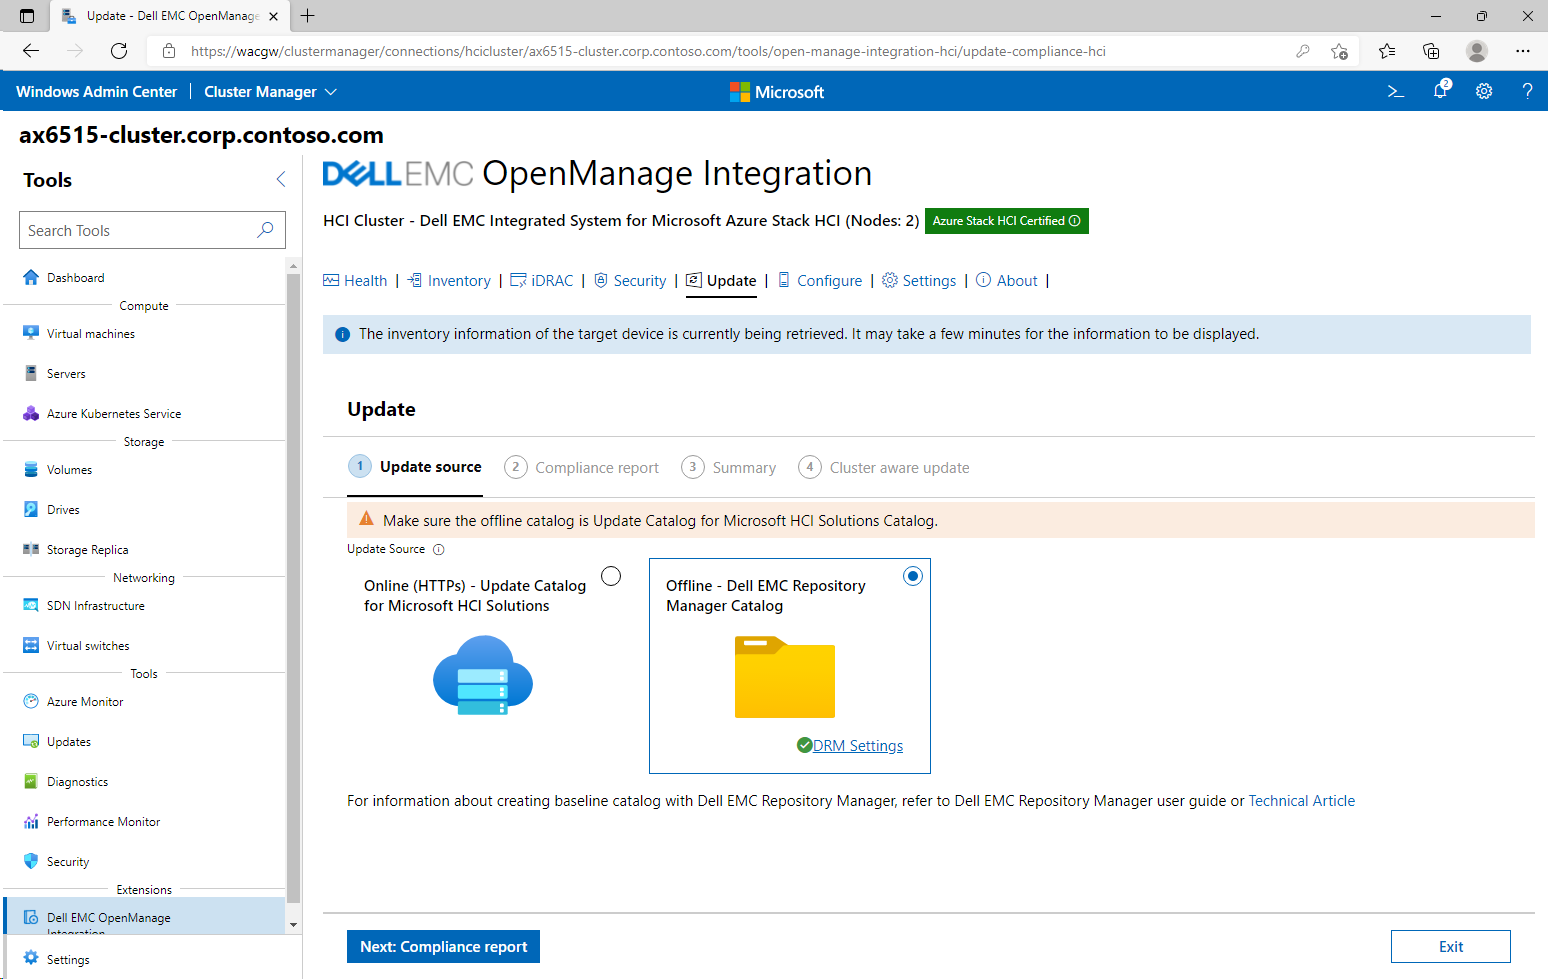 Update - Dell EMC OpenManage
https://wacgw/clustermanager/connections/hcicluster/ax6515-cluster.corp.contoso.com/tools/open-manage-integration-hci/update-compliance-hci
Windows Admin Center | Cluster Manager
Microsoft
2
ax6515-cluster.corp.contoso.com
Tools
Search Tools
Dashboard
Compute
Virtual machines
Servers
Azure Kubernetes Service
Storage
Volumes
Drives
Storage Replica
Networking
SDN Infrastructure
Virtual switches
Tools
Azure Monitor
Updates
Diagnostics
Performance Monitor
Security
Extensions
Dell EMC OpenManage
Integration
Settings
DELL EMC OpenManage Integration
HCI Cluster - Dell EMC Integrated System for Microsoft Azure Stack HCI (Nodes: 2) Azure Stack HCI Certified
Health | Inventory | iDRAC | Security | Update | Configure | Settings | About |
The inventory information of the target device is currently being retrieved. It may take a few minutes for the information to be displayed.
Update
1 Update source 2 Compliance report 3 Summary 4 Cluster aware update
Make sure the offline catalog is Update Catalog for Microsoft HCI Solutions Catalog.
Update Source
Online (HTTPs) - Update Catalog
for Microsoft HCI Solutions
Offline - Dell EMC Repository
Manager Catalog
DRM Settings
For information about creating baseline catalog with Dell EMC Repository Manager, refer to Dell EMC Repository Manager user guide or Technical Article
Next: Compliance report
Exit